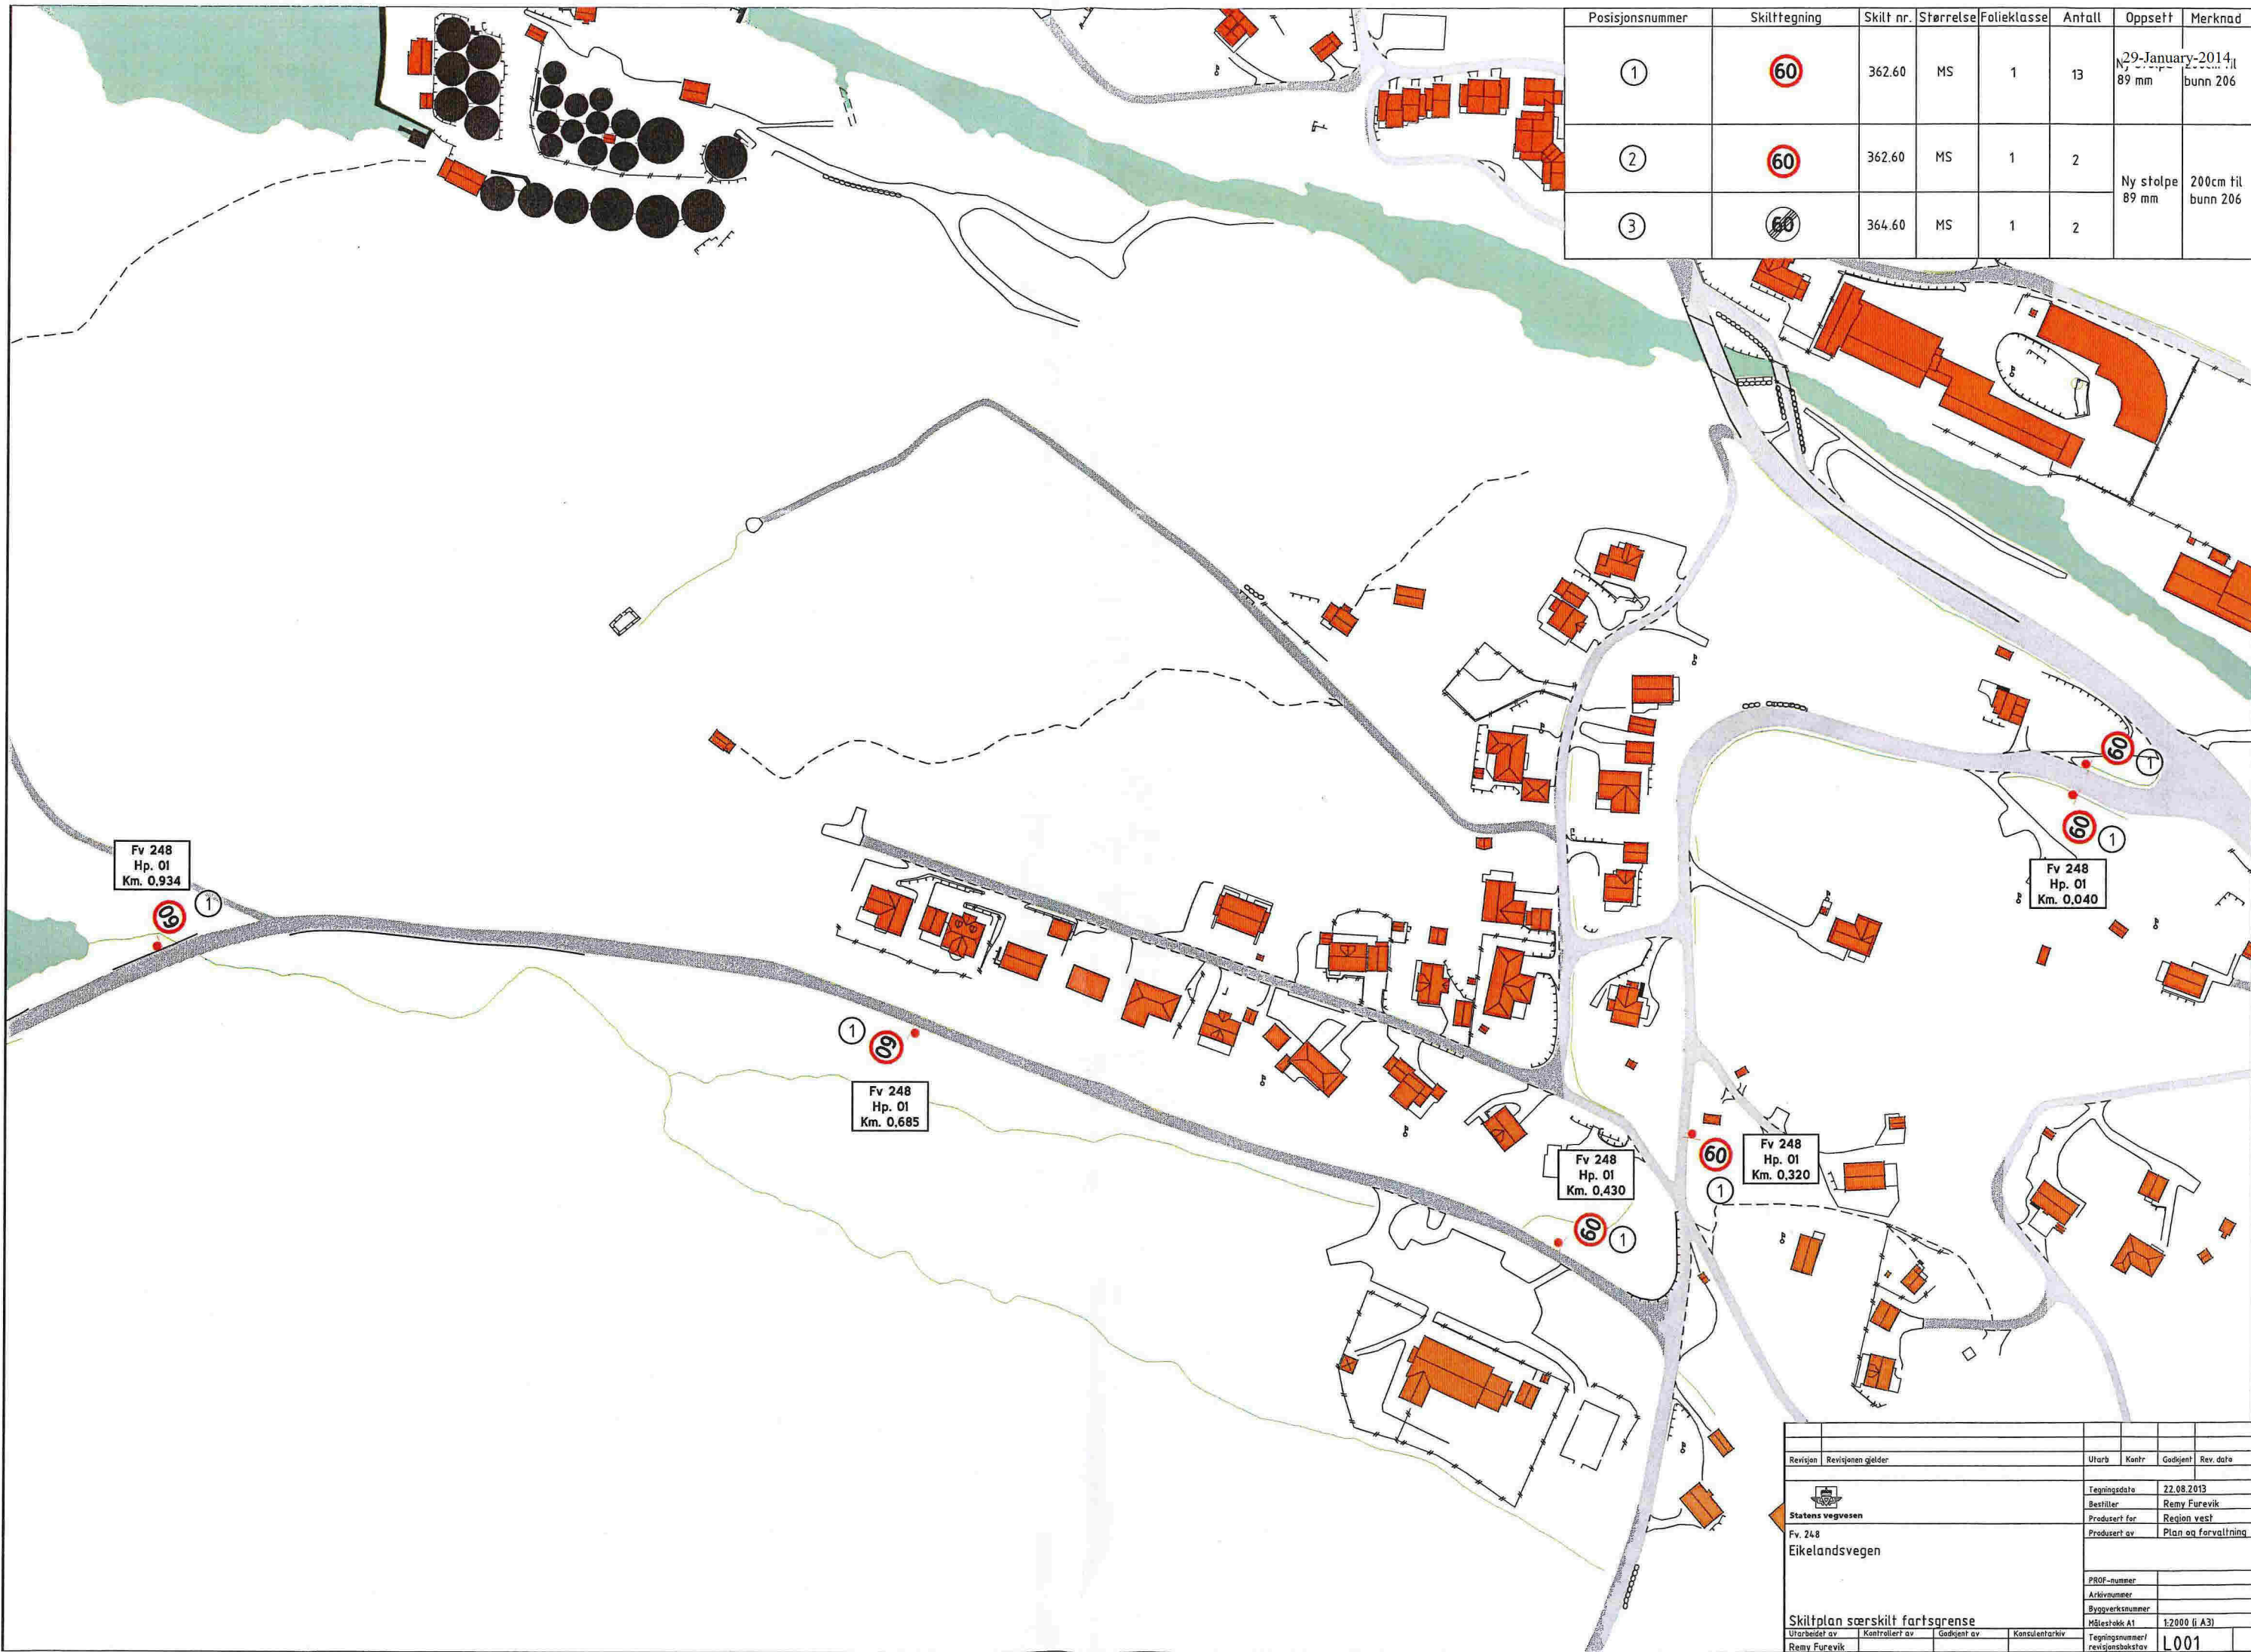 Posisjonsnummer Skilttegning Skilt nr. Størrelse Folieklasse Antall Oppsett Merknad
29-January-2014
1 60 362.60 MS 1 13 89 mm bunn 206
2 60 362.60 MS 1 2
Ny stolpe 200cm til
89 mm bunn 206
3 60 364.60 MS 1 2
60 1
60 1
Fv 248
Hp. 01
Km. 0,040
Fv 248
Hp. 01
Km. 0,934
60 1
1 60
Fv 248
Hp. 01
Km. 0,685
Fv 248
Hp. 01
Km. 0,430
60 1
60
1
Fv 248
Hp. 01
Km. 0,320
Revisjon Revisjonen gjelder Utarb Kontr Godkjent Rev. dato
Statens vegvesen
Tegningsdato 22.08.2013
Bestiller Remy Furevik
Produsert for Region vest
Produsert av Plan og forvaltning
Fv. 248
Eikelandsvegen
PROF-nummer
Arkivnummer
Byggverksnummer
Målestokk A1 1:2000 (i A3)
Skiltplan særskilt fartsgrense
Utarbeidet av Kontrollert av Godkjent av Konsulentarkiv
Remy Furevik
Tegningsnummer/
revisjonsbokstav L001